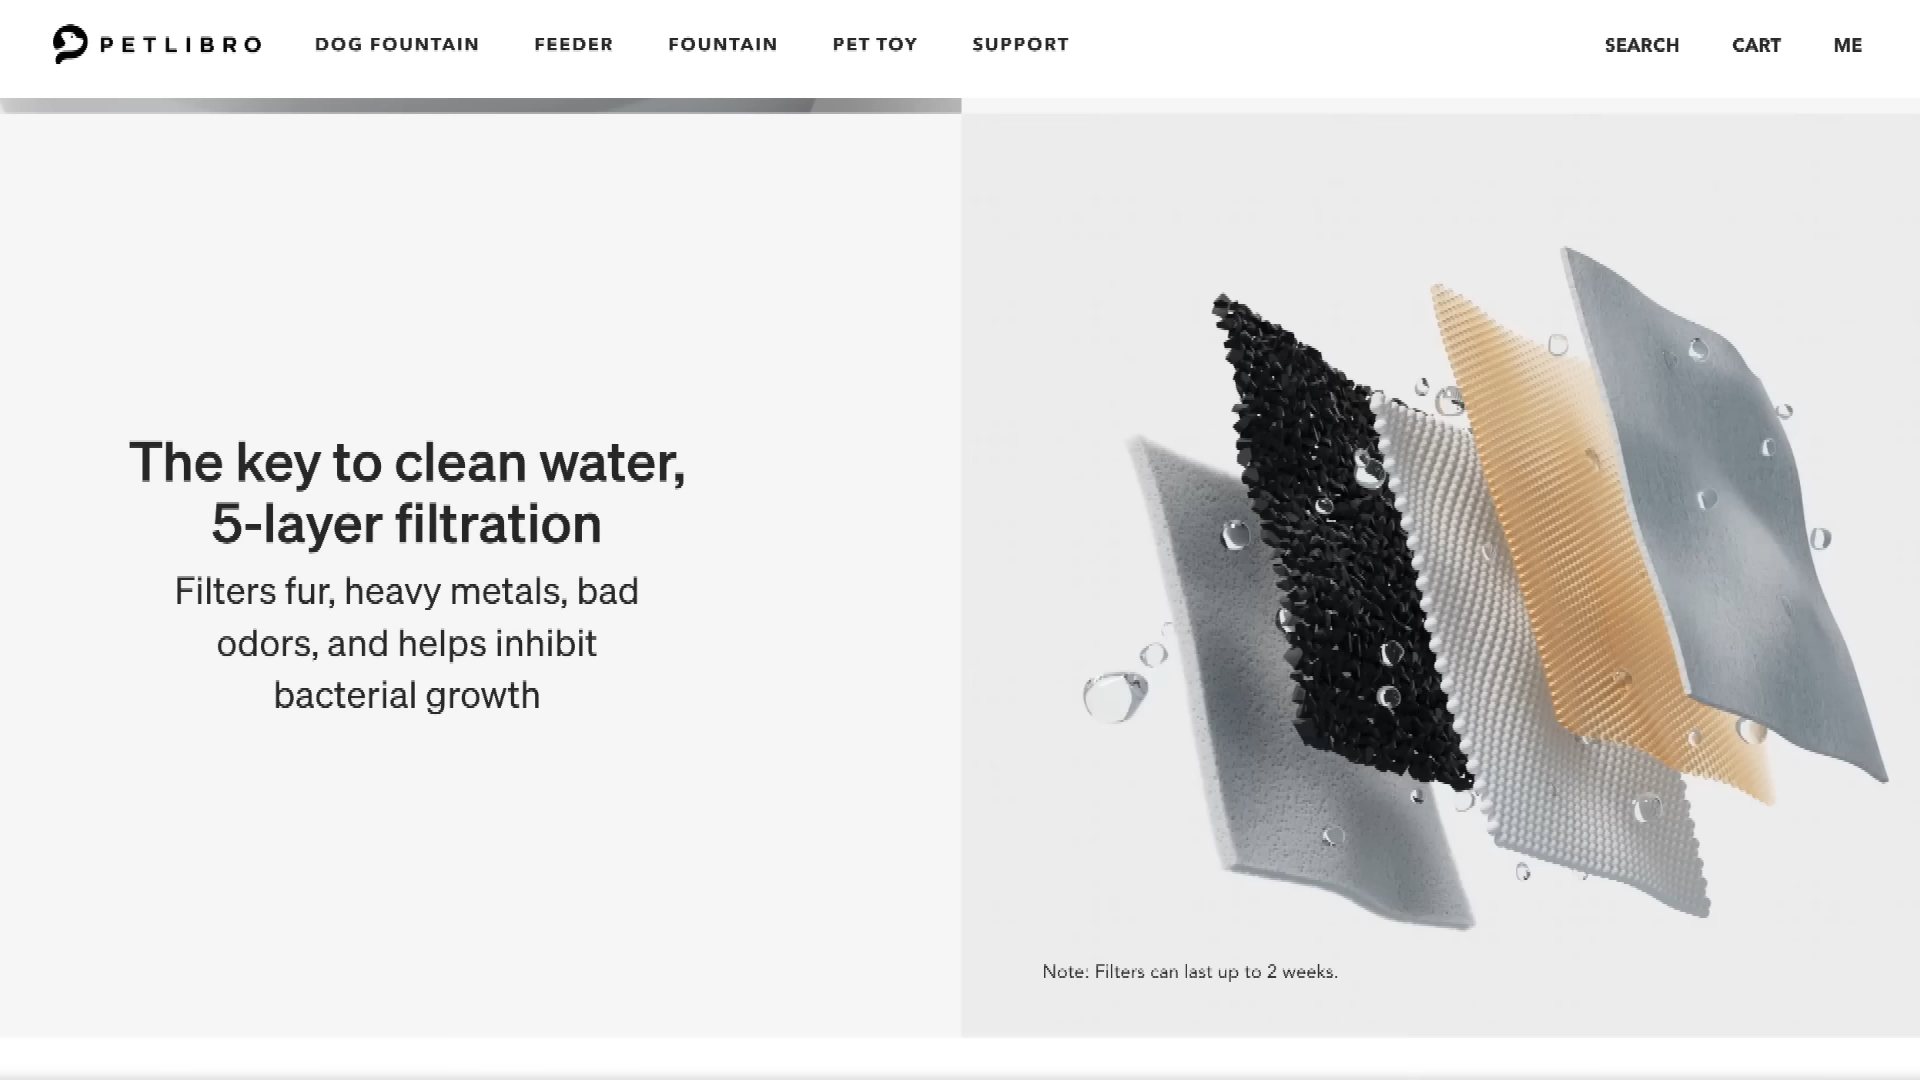 PETLIBRO
DOG FOUNTAIN
FEEDER
FOUNTAIN
PET TOY
SUPPORT
SEARCH
CART
ME
The key to clean water,
5-layer filtration
Filters fur, heavy metals, bad
odors, and helps inhibit
bacterial growth
Note: Filters can last up to 2 weeks.